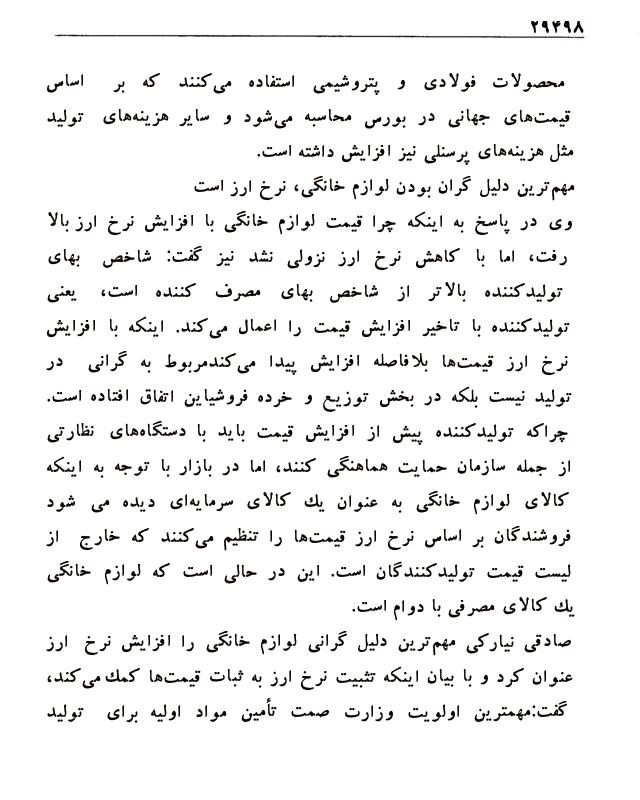 ۲۹۴۹۸
محصولات فولادی و پتروشیمی استفاده می‌کنند که بر اساس
قیمت‌های جهانی در بورس محاسبه می‌شود و سایر هزینه‌های تولید
مثل هزینه‌های پرسنلی نیز افزایش داشته است.
مهم‌ترین دلیل گران بودن لوازم خانگی، نرخ ارز است
وی در پاسخ به اینکه چرا قیمت لوازم خانگی با افزایش نرخ ارز بالا
رفت، اما با کاهش نرخ ارز نزولی نشد نیز گفت: شاخص بهای
تولیدکننده بالاتر از شاخص بهای مصرف کننده است، یعنی
تولیدکننده با تاخیر افزایش قیمت را اعمال می‌کند. اینکه با افزایش
نرخ ارز قیمت‌ها بلافاصله افزایش پیدا می‌کندمربوط به گرانی در
تولید نیست بلکه در بخش توزیع و خرده فروشیاین اتفاق افتاده است.
چراکه تولیدکننده پیش از افزایش قیمت باید با دستگاه‌های نظارتی
از جمله سازمان حمایت هماهنگی کنند، اما در بازار با توجه به اینکه
کالای لوازم خانگی به عنوان یك کالای سرمایه‌ای دیده می شود
فروشندگان بر اساس نرخ ارز قیمت‌ها را تنظیم می‌کنند که خارج از
لیست قیمت تولیدکنندگان است. این در حالی است که لوازم خانگی
یك کالای مصرفی با دوام است.
صادقی نیارکی مهم‌ترین دلیل گرانی لوازم خانگی را افزایش نرخ ارز
عنوان کرد و با بیان اینکه تثبیت نرخ ارز به ثبات قیمت‌ها کمك می‌کند،
گفت:مهمترین اولویت وزارت صمت تأمین مواد اولیه برای تولید